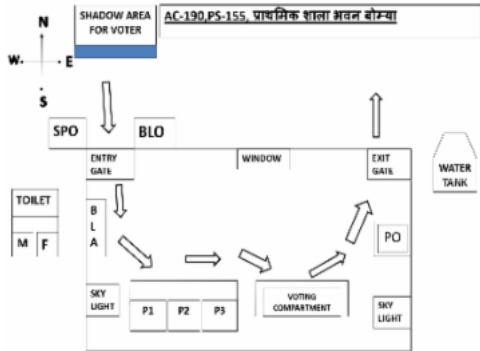 SHADOW AREA
FOR VOTER
AC-190,PS-155, प्राथमिक शाला भवन बोम्या
N
W
E
S
SPO
BLO
ENTRY
GATE
WINDOW
EXIT
GATE
WATER
TANK
TOILET
M F
B
L
A
PO
SKY
LIGHT
P1 P2 P3
VOTING
COMPARTMENT
SKY
LIGHT